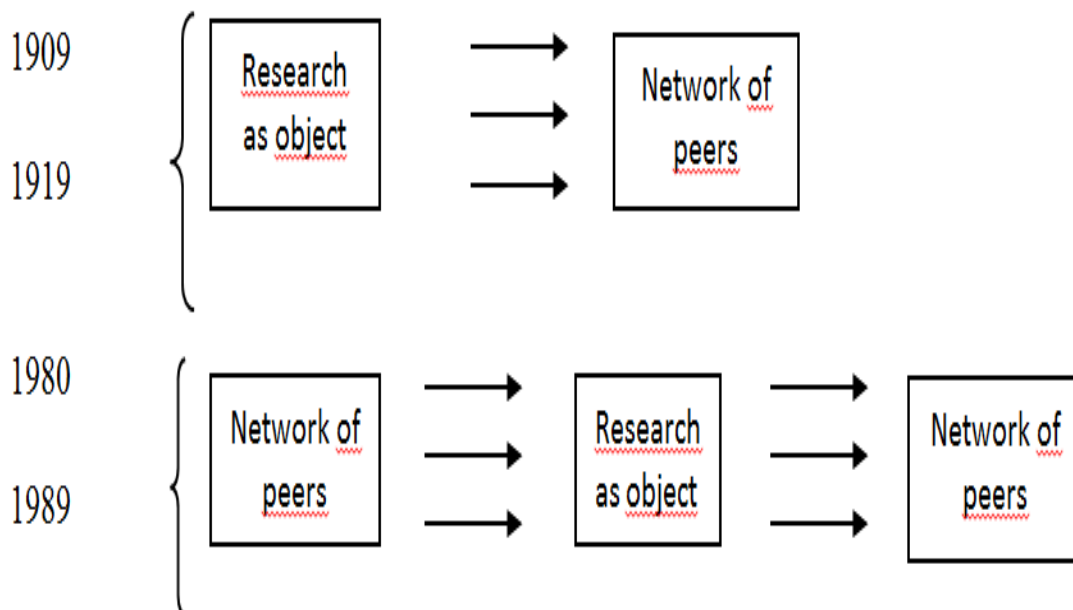 1909
Research
as object
Network of
peers
1919
1980
Network of
peers
Research
as object
Network of
peers
1989